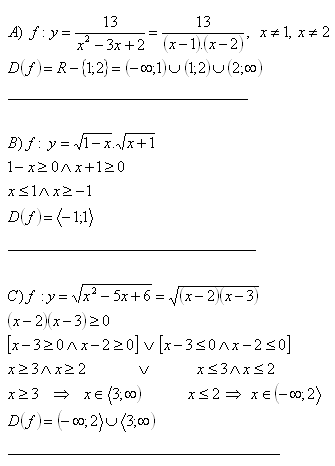 A) f: y = 13/(x² − 3x + 2) = 13/((x − 1).(x − 2)), x ≠ 1, x ≠ 2
D(f) = R − {1;2} = (−∞;1) ∪ (1;2) ∪ (2;∞)
B) f: y = √(1 − x).√(x + 1)
1 − x ≥ 0 ∧ x + 1 ≥ 0
x ≤ 1 ∧ x ≥ −1
D(f) = ⟨−1;1⟩
C) f: y = √(x² − 5x + 6) = √((x − 2)(x − 3))
(x − 2)(x − 3) ≥ 0
[x − 3 ≥ 0 ∧ x − 2 ≥ 0] ∨ [x − 3 ≤ 0 ∧ x − 2 ≤ 0]
x ≥ 3 ∧ x ≥ 2 ∨ x ≤ 3 ∧ x ≤ 2
x ≥ 3 ⇒ x ∈ ⟨3;∞) x ≤ 2 ⇒ x ∈ (−∞;2⟩
D(f) = (−∞;2⟩ ∪ ⟨3;∞)